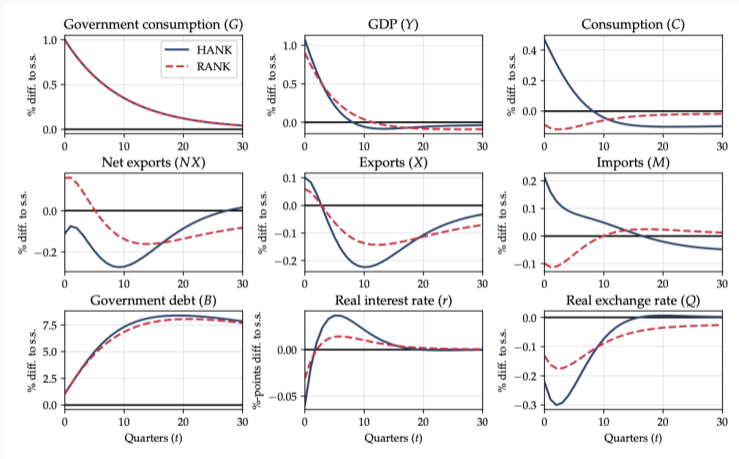 Government consumption (G)
GDP (Y)
Consumption (C)
% diff. to s.s.
1.0
0.5
0.0
0 10 20 30
HANK
RANK
% diff. to s.s.
1.0
0.5
0.0
0 10 20 30
% diff. to s.s.
0.4
0.2
0.0
0 10 20 30
Net exports (NX)
Exports (X)
Imports (M)
% diff. to s.s.
0.0
−0.2
0 10 20 30
% diff. to s.s.
0.1
0.0
−0.1
−0.2
0 10 20 30
% diff. to s.s.
0.2
0.1
0.0
−0.1
0 10 20 30
Government debt (B)
Real interest rate (r)
Real exchange rate (Q)
% diff. to s.s.
7.5
5.0
2.5
0.0
0 10 20 30
Quarters (t)
%-points diff. to s.s.
0.00
−0.05
0 10 20 30
Quarters (t)
% diff. to s.s.
0.0
−0.1
−0.2
−0.3
0 10 20 30
Quarters (t)